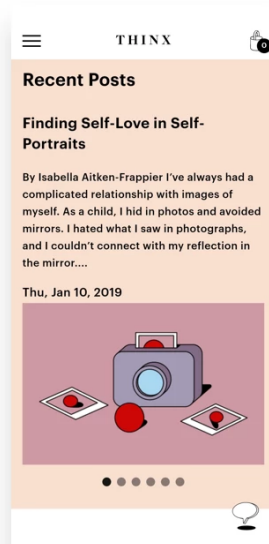 THINX
0
Recent Posts
Finding Self-Love in Self-
Portraits
By Isabella Aitken-Frappier I’ve always had a
complicated relationship with images of
myself. As a child, I hid in photos and avoided
mirrors. I hated what I saw in photographs,
and I couldn’t connect with my reflection in
the mirror....
Thu, Jan 10, 2019